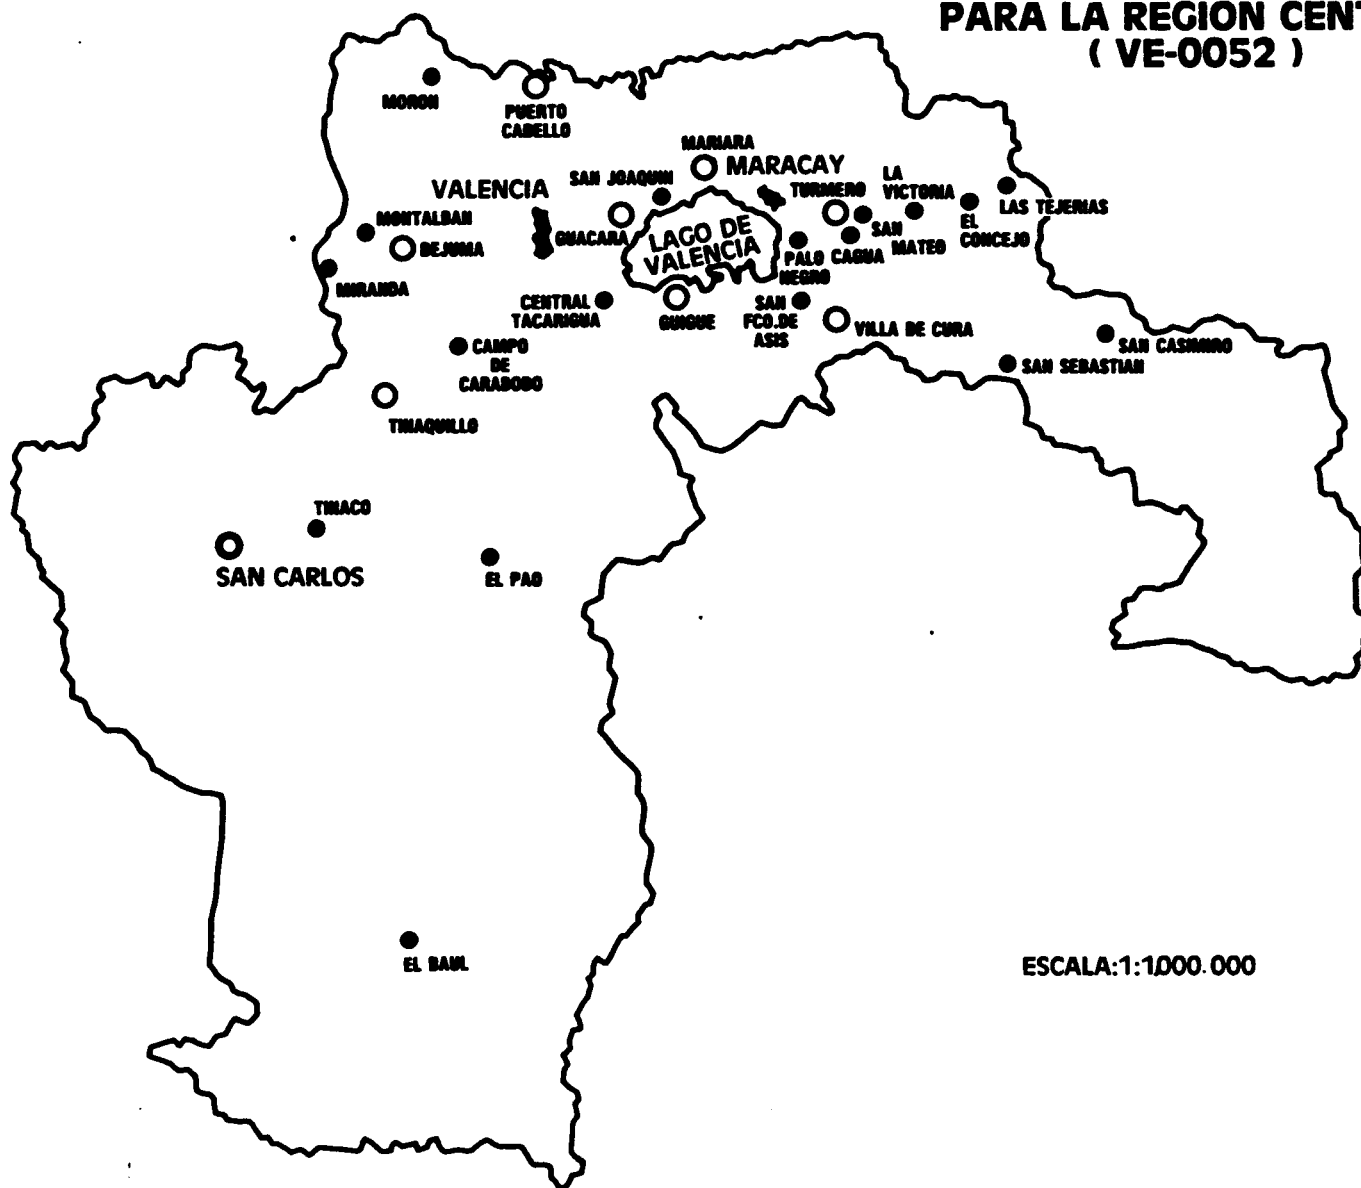 PARA LA REGION CENT
( VE-0052 )
MORON
PUERTO
CABELLO
MARIARA
MARACAY
SAN JOAQUIN
VALENCIA
TURMERO
LA
VICTORIA
LAS TEJERIAS
MONTALBAN
BEJUMA
GUACARA
LAGO DE
VALENCIA
SAN
MATEO
EL
CONCEJO
PALO
NEGRO
CAGUA
MIRANDA
CENTRAL
TACARIGUA
GUIGUE
SAN
FCO.DE
ASIS
VILLA DE CURA
SAN CASIMIRO
SAN SEBASTIAN
CAMPO
DE
CARABOBO
TINAQUILLO
TINACO
SAN CARLOS
EL PAO
EL BAUL
ESCALA:1:1000.000